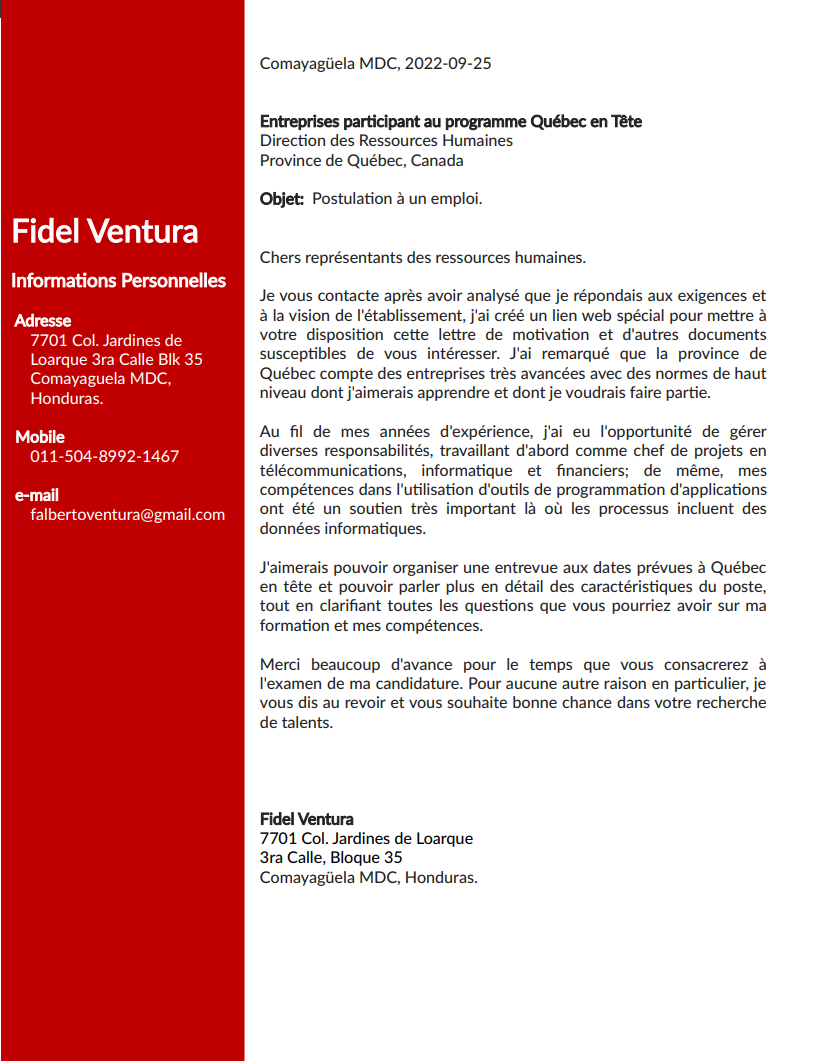 Fidel Ventura
Informations Personnelles
Adresse
7701 Col. Jardines de
Loarque 3ra Calle Blk 35
Comayaguela MDC,
Honduras.
Mobile
011-504-8992-1467
e-mail
falbertoventura@gmail.com
Comayagüela MDC, 2022-09-25
Entreprises participant au programme Québec en Tête
Direction des Ressources Humaines
Province de Québec, Canada
Objet: Postulation à un emploi.
Chers représentants des ressources humaines.
Je vous contacte après avoir analysé que je répondais aux exigences et
à la vision de l'établissement, j'ai créé un lien web spécial pour mettre à
votre disposition cette lettre de motivation et d'autres documents
susceptibles de vous intéresser. J'ai remarqué que la province de
Québec compte des entreprises très avancées avec des normes de haut
niveau dont j'aimerais apprendre et dont je voudrais faire partie.
Au fil de mes années d'expérience, j'ai eu l'opportunité de gérer
diverses responsabilités, travaillant d'abord comme chef de projets en
télécommunications, informatique et financiers; de même, mes
compétences dans l'utilisation d'outils de programmation d'applications
ont été un soutien très important là où les processus incluent des
données informatiques.
J'aimerais pouvoir organiser une entrevue aux dates prévues à Québec
en tête et pouvoir parler plus en détail des caractéristiques du poste,
tout en clarifiant toutes les questions que vous pourriez avoir sur ma
formation et mes compétences.
Merci beaucoup d'avance pour le temps que vous consacrerez à
l'examen de ma candidature. Pour aucune autre raison en particulier, je
vous dis au revoir et vous souhaite bonne chance dans votre recherche
de talents.
Fidel Ventura
7701 Col. Jardines de Loarque
3ra Calle, Bloque 35
Comayagüela MDC, Honduras.